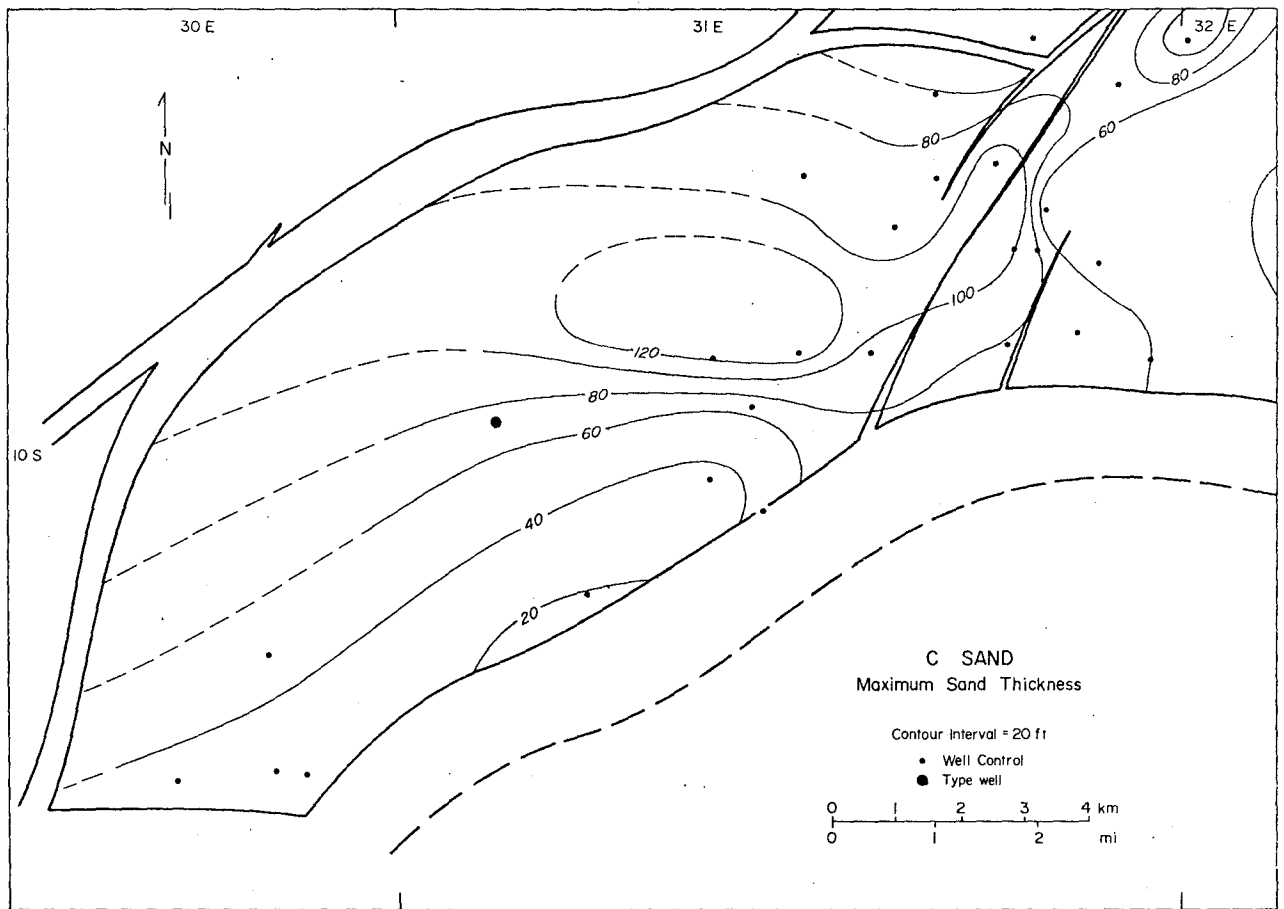 30 E
31 E
32 E
N
80
60
80
100
120
80
60
10 S
40
20
C SAND
Maximum Sand Thickness
Contour Interval = 20 ft
Well Control
Type well
0 1 2 3 4 km
0 1 2 mi